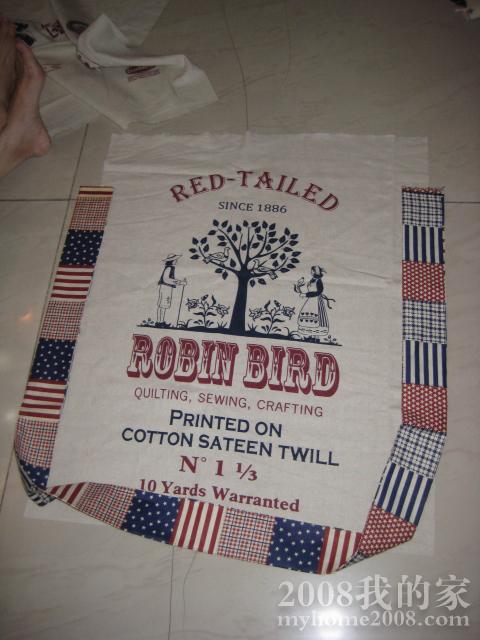 RED-TAILED
SINCE 1886
ROBIN BIRD
QUILTING, SEWING, CRAFTING
PRINTED ON
COTTON SATEEN TWILL
N° 1 ⅓
10 Yards Warranted
2008我的家
myhome2008.com